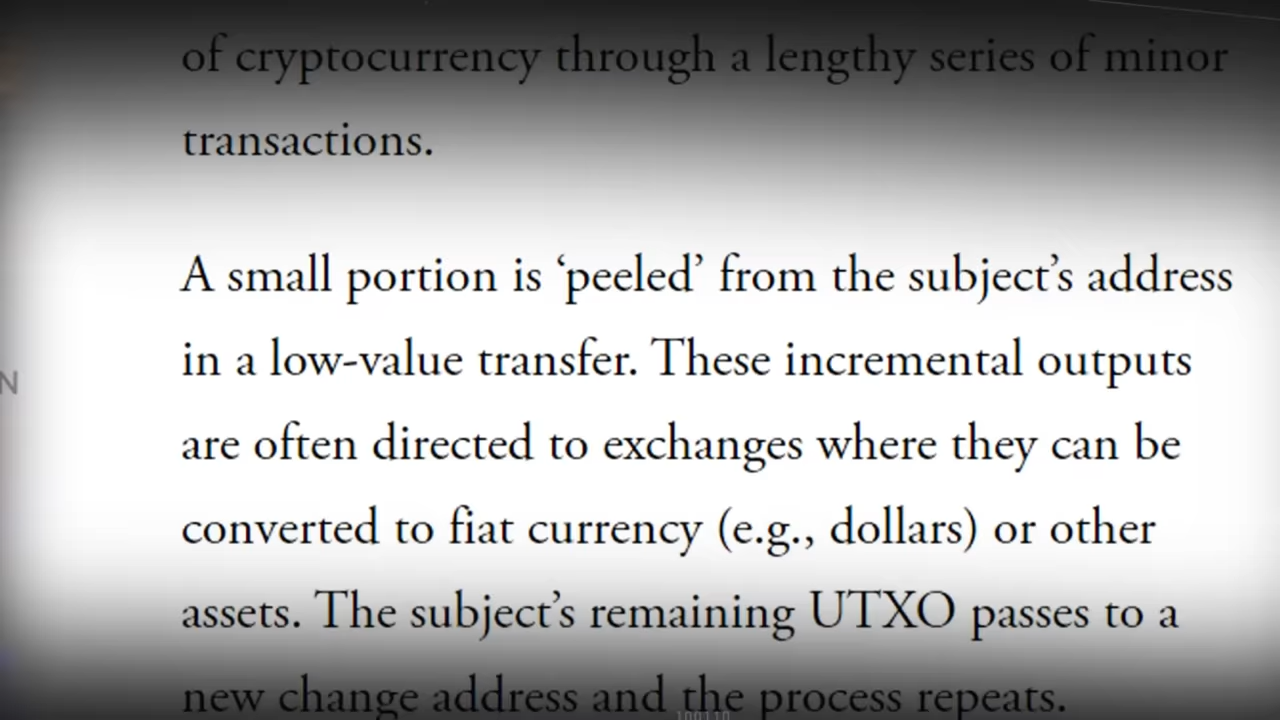 of cryptocurrency through a lengthy series of minor
transactions.
A small portion is ‘peeled’ from the subject’s address
in a low-value transfer. These incremental outputs
N
are often directed to exchanges where they can be
converted to fiat currency (e.g., dollars) or other
assets. The subject’s remaining UTXO passes to a
new change address and the process repeats.